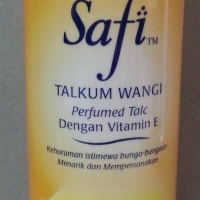 Safi™
TALKUM WANGI
Perfumed Talc
Dengan Vitamin E
Keharuman istimewa bunga-bungaan
Menarik dan Mempersonakan